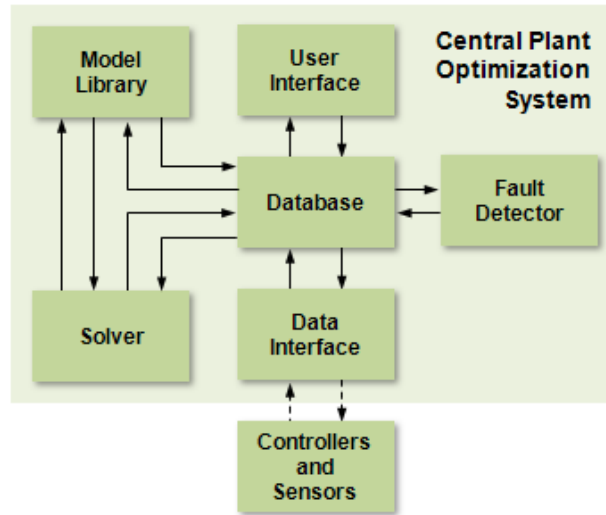 Model
Library
User
Interface
Central Plant
Optimization
System
Database
Fault
Detector
Solver
Data
Interface
Controllers
and
Sensors